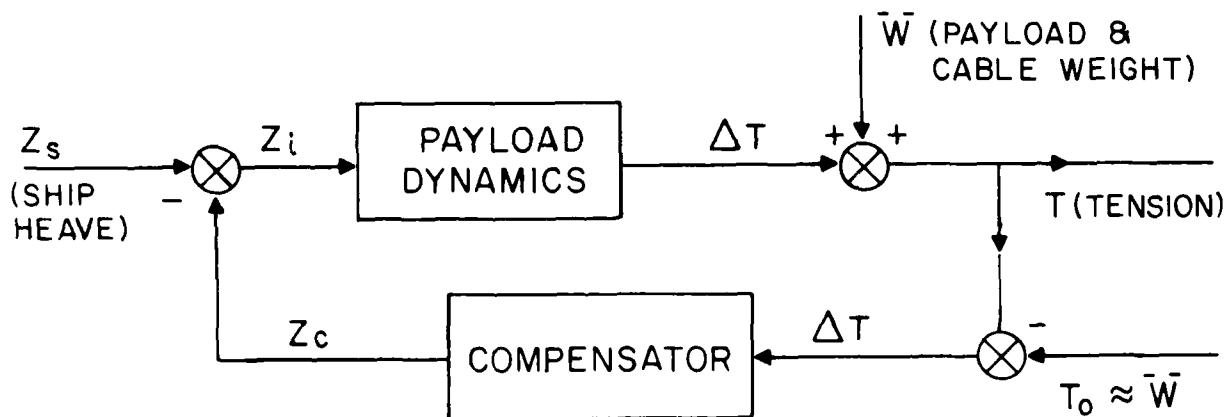 W̄ (PAYLOAD &
CABLE WEIGHT)
Zs
(SHIP
HEAVE)
−
Zi
PAYLOAD
DYNAMICS
ΔT
+ +
T (TENSION)
Zc
COMPENSATOR
ΔT
−
To ≈ W̄